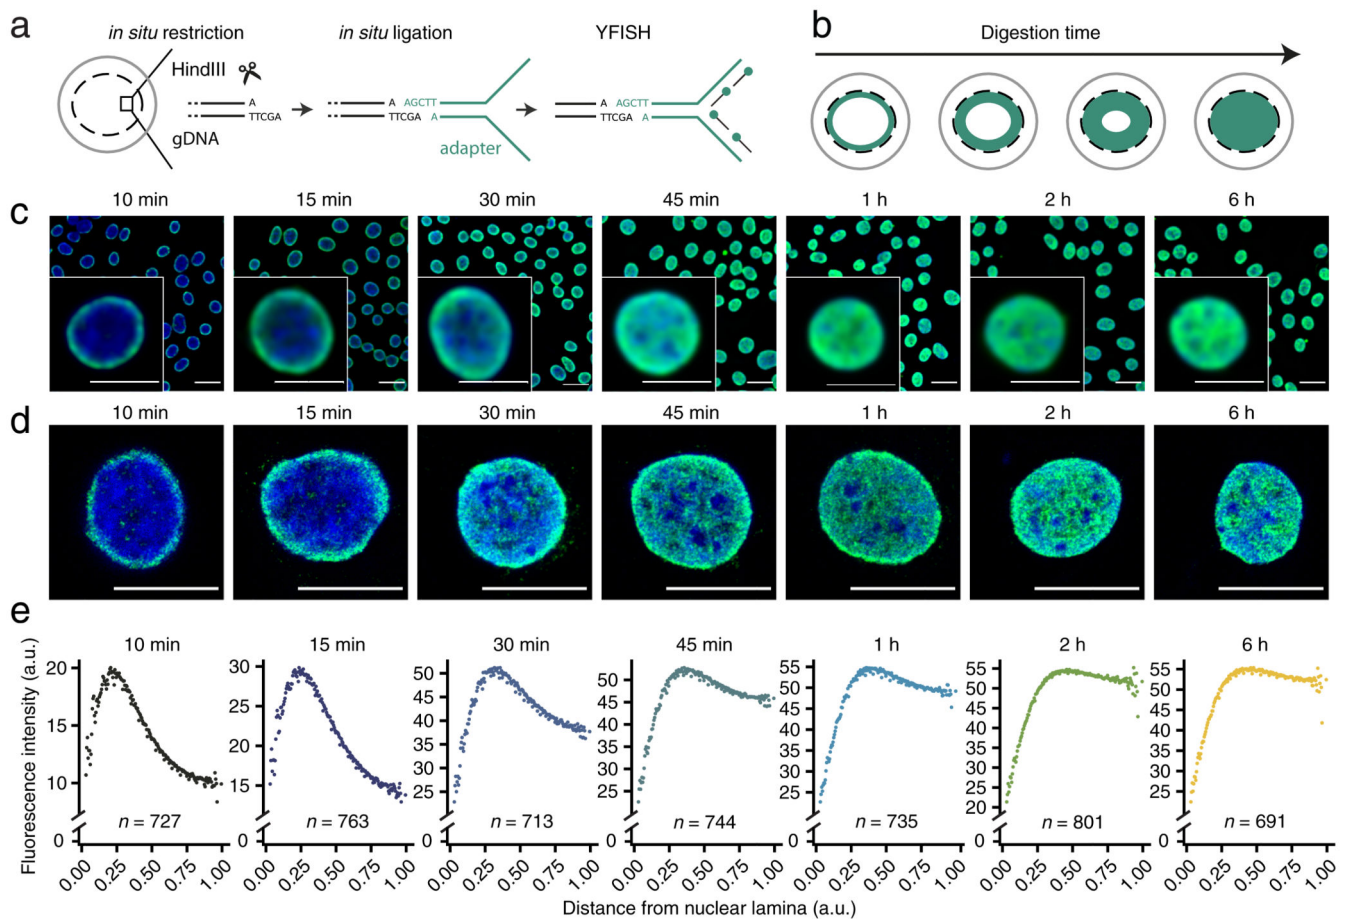 a
in situ restriction
in situ ligation
YFISH
HindIII
gDNA
A
TTCGA
A AGCTT
TTCGA A
adapter
A AGCTT
TTCGA A
b
Digestion time
c
10 min 15 min 30 min 45 min 1 h 2 h 6 h
d
10 min 15 min 30 min 45 min 1 h 2 h 6 h
e
Fluorescence intensity (a.u.)
10 min
20
15
10
0
n = 727
0.00 0.25 0.50 0.75 1.00
15 min
30
25
20
15
0
n = 763
0.00 0.25 0.50 0.75 1.00
30 min
50
45
40
35
30
25
0
n = 713
0.00 0.25 0.50 0.75 1.00
45 min
50
45
40
35
30
25
0
n = 744
0.00 0.25 0.50 0.75 1.00
1 h
55
50
45
40
35
30
25
0
n = 735
0.00 0.25 0.50 0.75 1.00
2 h
55
50
45
40
35
30
25
20
0
n = 801
0.00 0.25 0.50 0.75 1.00
6 h
55
50
45
40
35
30
25
0
n = 691
0.00 0.25 0.50 0.75 1.00
Distance from nuclear lamina (a.u.)